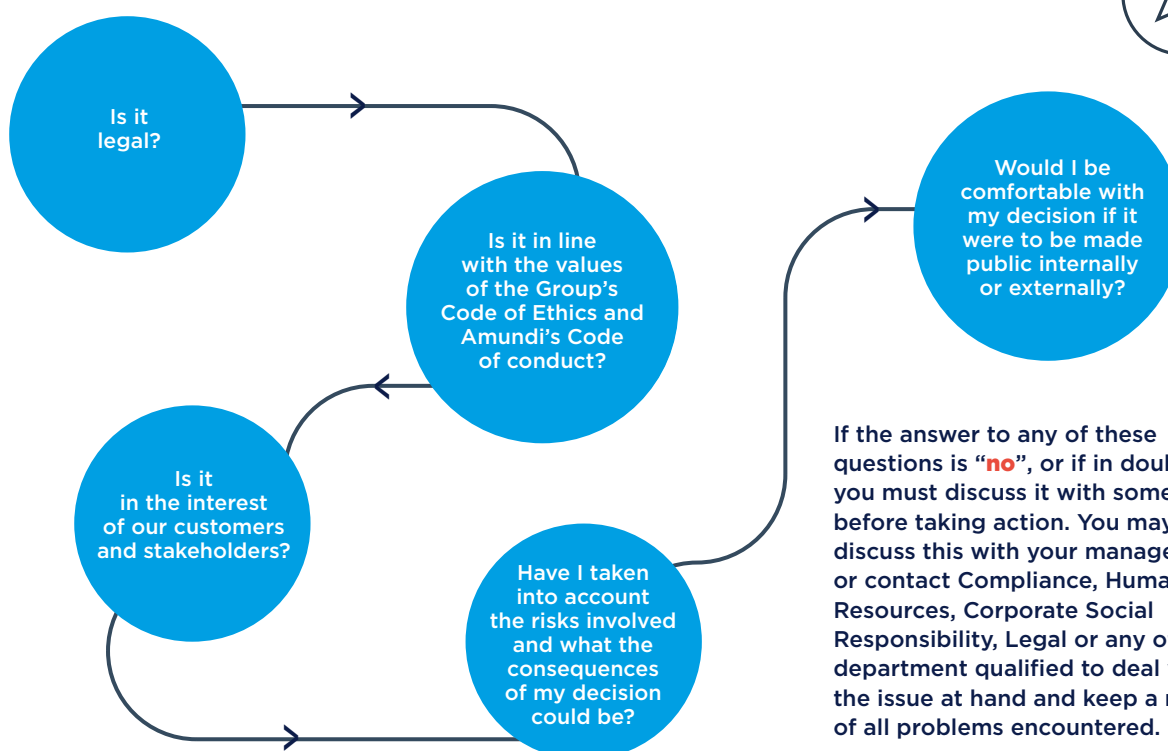 Is it
legal?
Is it in line
with the values
of the Group's
Code of Ethics and
Amundi's Code
of conduct?
Is it
in the interest
of our customers
and stakeholders?
Have I taken
into account
the risks involved
and what the
consequences
of my decision
could be?
Would I be
comfortable with
my decision if it
were to be made
public internally
or externally?
If the answer to any of these
questions is “no”, or if in
you must discuss it with
before taking action. You may
discuss this with your
or contact Compliance,
Resources, Corporate Social
Responsibility, Legal or any
department qualified to deal
the issue at hand and keep a
of all problems encountered.